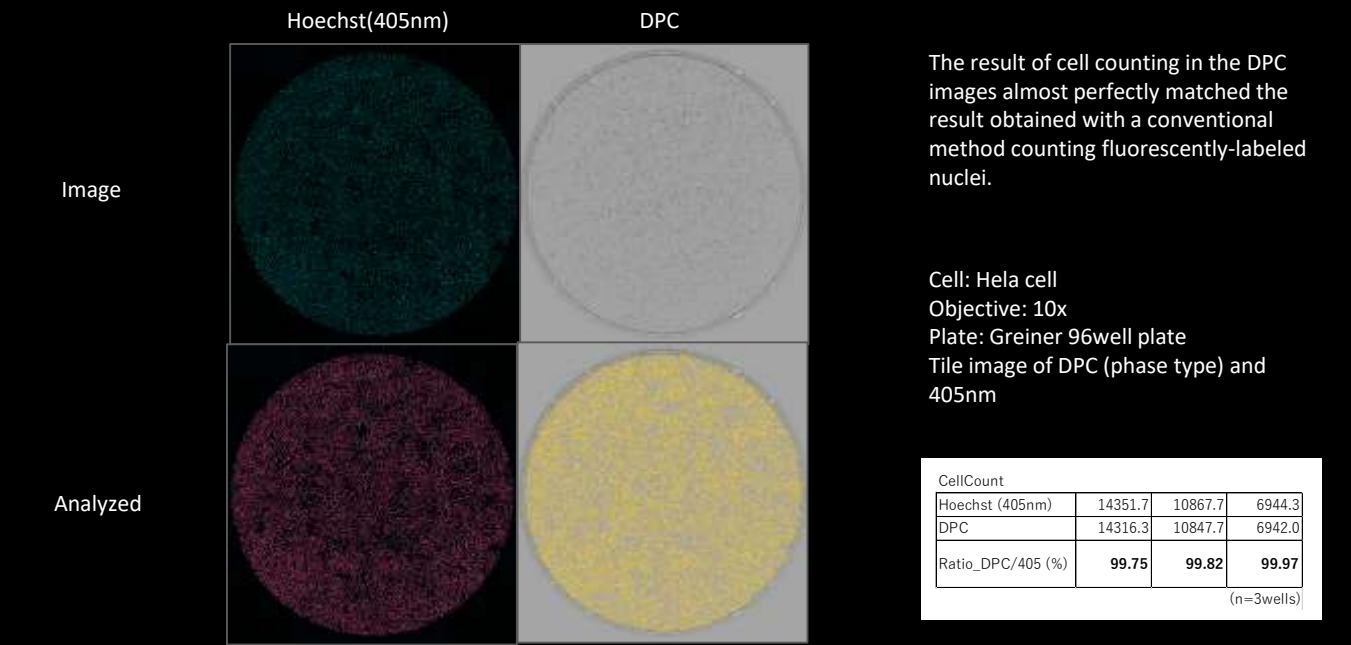 Hoechst(405nm)
DPC
Image
Analyzed
The result of cell counting in the DPC
images almost perfectly matched the
result obtained with a conventional
method counting fluorescently-labeled
nuclei.
Cell: Hela cell
Objective: 10x
Plate: Greiner 96well plate
Tile image of DPC (phase type) and
405nm
CellCount
Hoechst (405nm) 14351.7 10867.7 6944.3
DPC 14316.3 10847.7 6942.0
Ratio_DPC/405 (%) 99.75 99.82 99.97
(n=3wells)